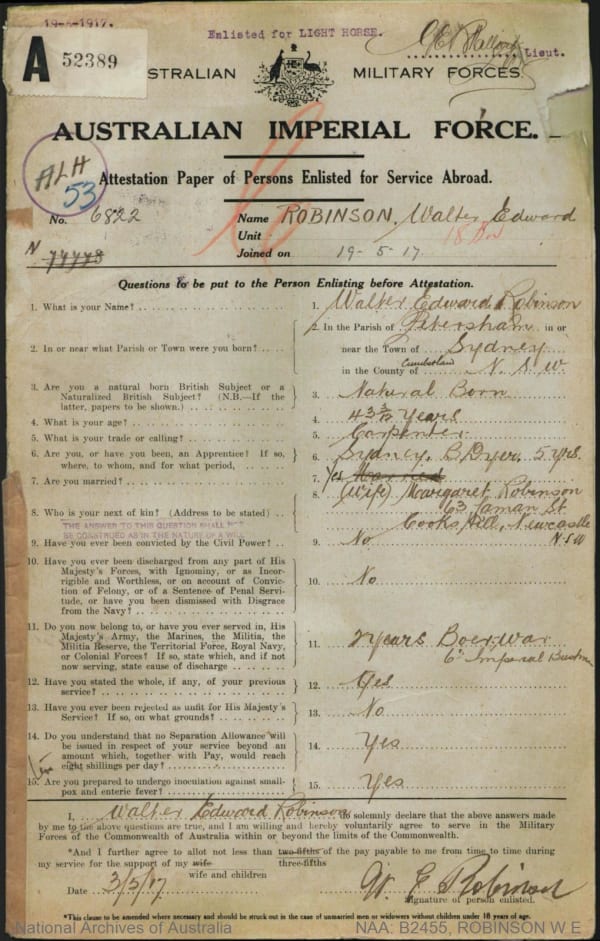 19-5-1917.
Enlisted for LIGHT HORSE.
Lieut.
A 52389
STRALIAN MILITARY FORCES
AUSTRALIAN IMPERIAL FORCE.
ALH
53
Attestation Paper of Persons Enlisted for Service Abroad.
No. 6822 Name ROBINSON, Walter Edward
Unit
Joined on 19-5-17
Questions to be put to the Person Enlisting before Attestation.
1. What is your Name? 1. Walter Edward Robinson
2. In or near what Parish or Town were you born? 2. In the Parish of Petersham in or
near the Town of Sydney
in the County of Cumberland N.S.W.
3. Are you a natural born British Subject or a
Naturalized British Subject? (N.B.—If the
latter, papers to be shown.) 3. Natural Born
4. What is your age? 4. 43 3/12 Years
5. What is your trade or calling? 5. Carpenter
6. Are you, or have you been, an Apprentice? If so,
where, to whom, and for what period, 6. Sydney, B Dyer, 5 yrs.
7. Are you married? 7. Yes Married
8. Who is your next of kin? (Address to be stated) 8. (Wife) Margaret Robinson
63 Laman St
Cooks Hill, Newcastle
N.S.W
THE ANSWER TO THIS QUESTION SHALL NOT
BE CONSTRUED AS IN THE NATURE OF A WILL
9. Have you ever been convicted by the Civil Power? 9. No
10. Have you ever been discharged from any part of His
Majesty's Forces, with Ignominy, or as Incor-
rigible and Worthless, or on account of Convic-
tion of Felony, or of a Sentence of Penal Servi-
tude, or have you been dismissed with Disgrace
from the Navy? 10. No
11. Do you now belong to, or have you ever served in, His
Majesty's Army, the Marines, the Militia, the
Militia Reserve, the Territorial Force, Royal Navy,
or Colonial Forces? If so, state which, and if not
now serving, state cause of discharge 11. 2 years Boer War
6th Imperial Bushmen
12. Have you stated the whole, if any, of your previous
service? 12. Yes
13. Have you ever been rejected as unfit for His Majesty's
Service? If so, on what grounds? 13. No
14. Do you understand that no Separation Allowance will
be issued in respect of your service beyond an
amount which, together with Pay, would reach
eight shillings per day? 14. Yes
15. Are you prepared to undergo inoculation against small-
pox and enteric fever? 15. Yes
I, Walter Edward Robinson do solemnly declare that the above answers made
by me to the above questions are true, and I am willing and hereby voluntarily agree to serve in the Military
Forces of the Commonwealth of Australia within or beyond the limits of the Commonwealth.
*And I further agree to allot not less than two-fifths of the pay payable to me from time to time during
my service for the support of my wife three-fifths
wife and children
Date 3/5/17 W. E. Robinson
Signature of person enlisted.
*This clause to be amended where necessary and should be struck out in the case of unmarried men or widowers without children under 18 years of age.
National Archives of Australia NAA: B2455, ROBINSON W E